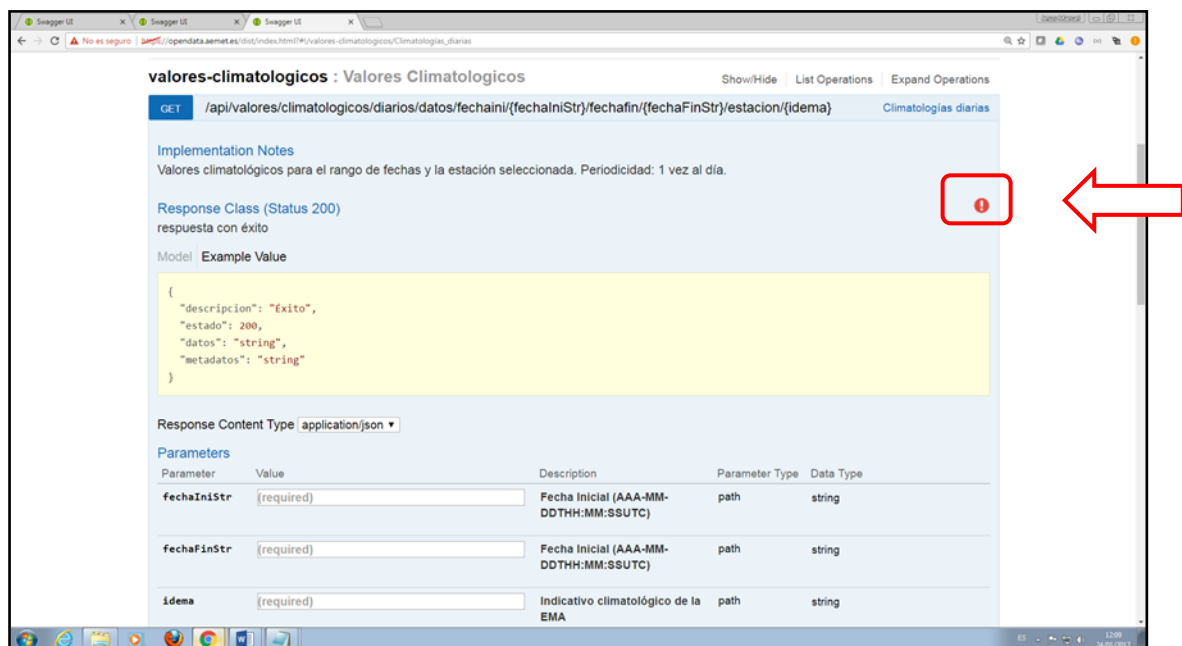 Swagger UI
Swagger UI
Swagger UI
No es seguro | https://opendata.aemet.es/dist/index.html?#!/valores-climatologicos/Climatologías_diarias
valores-climatologicos : Valores Climatologicos
Show/Hide | List Operations | Expand Operations
GET /api/valores/climatologicos/diarios/datos/fechaini/{fechaIniStr}/fechafin/{fechaFinStr}/estacion/{idema} Climatologías diarias
Implementation Notes
Valores climatológicos para el rango de fechas y la estación seleccionada. Periodicidad: 1 vez al día.
Response Class (Status 200)
respuesta con éxito
Model Example Value
{
"descripcion": "Éxito",
"estado": 200,
"datos": "string",
"metadatos": "string"
}
Response Content Type application/json
Parameters
Parameter Value Description Parameter Type Data Type
fechaIniStr (required) Fecha Inicial (AAA-MM-
DDTHH:MM:SSUTC) path string
fechaFinStr (required) Fecha Inicial (AAA-MM-
DDTHH:MM:SSUTC) path string
idema (required) Indicativo climatológico de la
EMA path string
ES 12:09